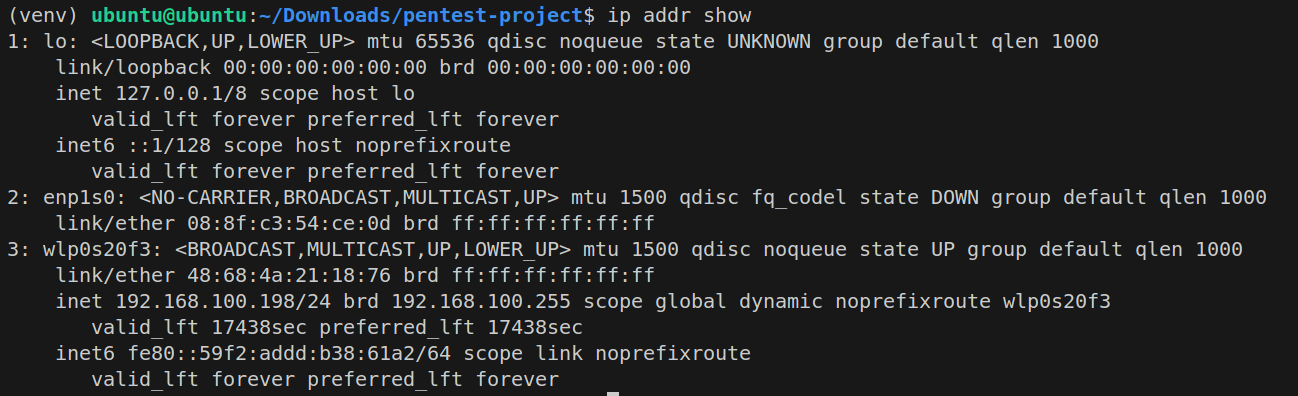 (venv) ubuntu@ubuntu:~/Downloads/pentest-project$ ip addr show
1: lo: <LOOPBACK,UP,LOWER_UP> mtu 65536 qdisc noqueue state UNKNOWN group default qlen 1000
    link/loopback 00:00:00:00:00:00 brd 00:00:00:00:00:00
    inet 127.0.0.1/8 scope host lo
       valid_lft forever preferred_lft forever
    inet6 ::1/128 scope host noprefixroute
       valid_lft forever preferred_lft forever
2: enp1s0: <NO-CARRIER,BROADCAST,MULTICAST,UP> mtu 1500 qdisc fq_codel state DOWN group default qlen 1000
    link/ether 08:8f:c3:54:ce:0d brd ff:ff:ff:ff:ff:ff
3: wlp0s20f3: <BROADCAST,MULTICAST,UP,LOWER_UP> mtu 1500 qdisc noqueue state UP group default qlen 1000
    link/ether 48:68:4a:21:18:76 brd ff:ff:ff:ff:ff:ff
    inet 192.168.100.198/24 brd 192.168.100.255 scope global dynamic noprefixroute wlp0s20f3
       valid_lft 17438sec preferred_lft 17438sec
    inet6 fe80::59f2:addd:b38:61a2/64 scope link noprefixroute
       valid_lft forever preferred_lft forever